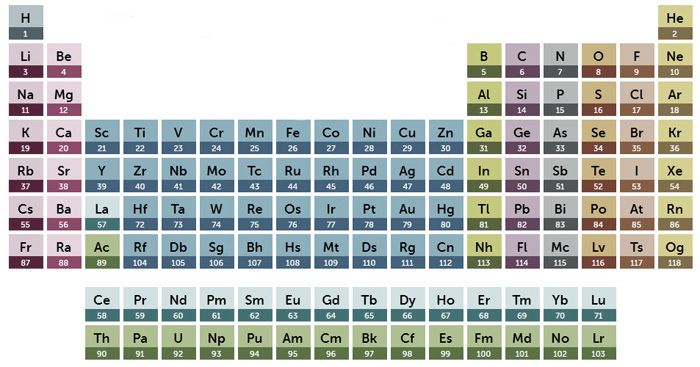 H He
1 2
Li Be B C N O F Ne
3 4 5 6 7 8 9 10
Na Mg Al Si P S Cl Ar
11 12 13 14 15 16 17 18
K Ca Sc Ti V Cr Mn Fe Co Ni Cu Zn Ga Ge As Se Br Kr
19 20 21 22 23 24 25 26 27 28 29 30 31 32 33 34 35 36
Rb Sr Y Zr Nb Mo Tc Ru Rh Pd Ag Cd In Sn Sb Te I Xe
37 38 39 40 41 42 43 44 45 46 47 48 49 50 51 52 53 54
Cs Ba La Hf Ta W Re Os Ir Pt Au Hg Tl Pb Bi Po At Rn
55 56 57 72 73 74 75 76 77 78 79 80 81 82 83 84 85 86
Fr Ra Ac Rf Db Sg Bh Hs Mt Ds Rg Cn Nh Fl Mc Lv Ts Og
87 88 89 104 105 106 107 108 109 110 111 112 113 114 115 116 117 118
Ce Pr Nd Pm Sm Eu Gd Tb Dy Ho Er Tm Yb Lu
58 59 60 61 62 63 64 65 66 67 68 69 70 71
Th Pa U Np Pu Am Cm Bk Cf Es Fm Md No Lr
90 91 92 93 94 95 96 97 98 99 100 101 102 103